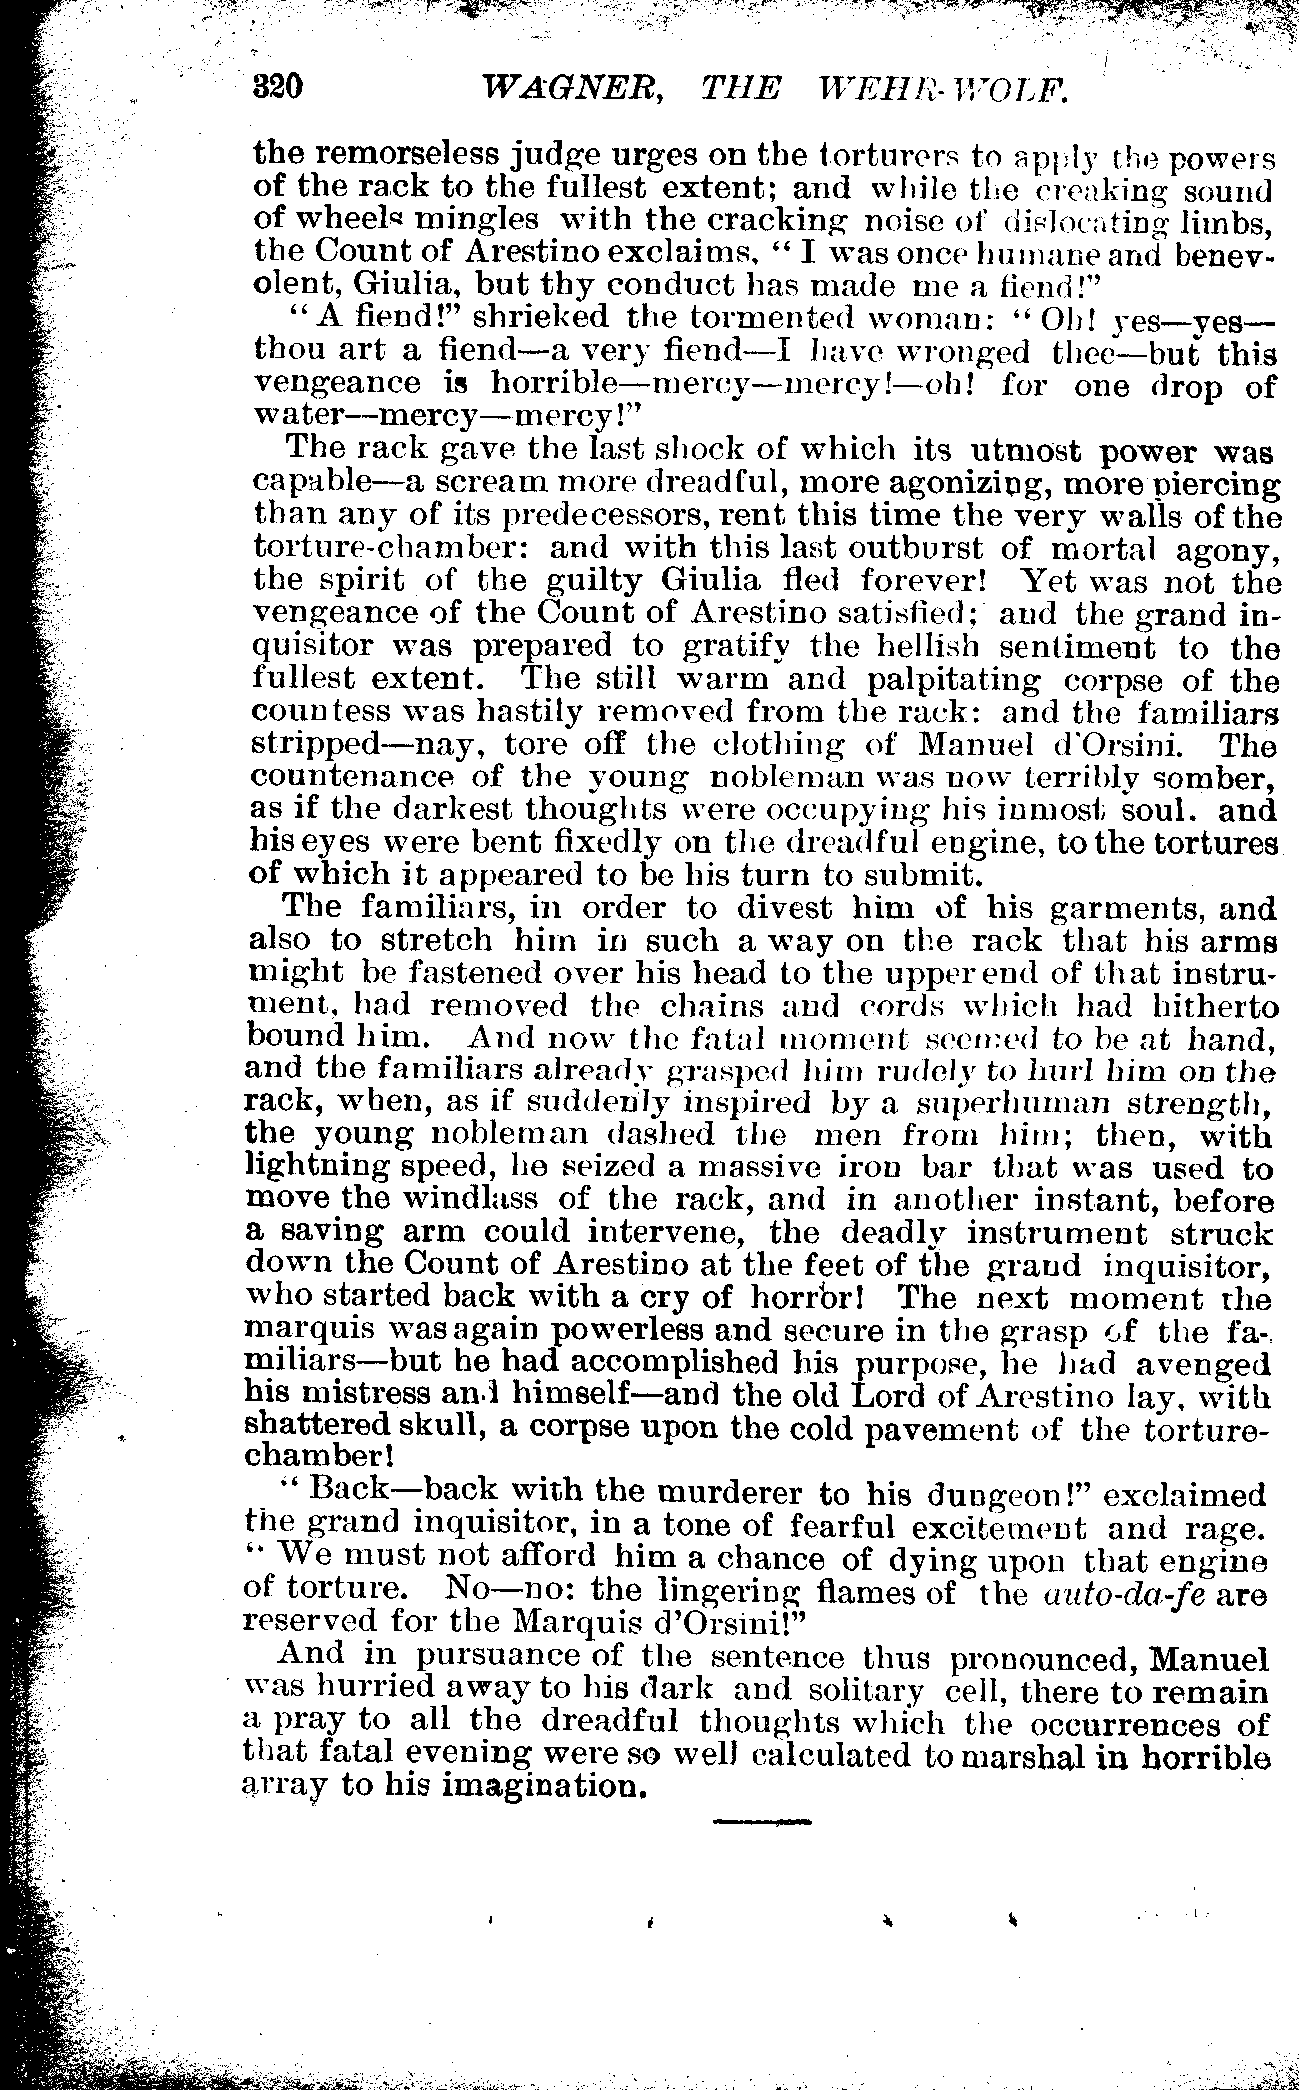 320 WAGNER, THE WEHR-WOLF.
the remorseless judge urges on the torturers to apply the powers
of the rack to the fullest extent; and while the creaking sound
of wheels mingles with the cracking noise of dislocating limbs,
the Count of Arestino exclaims, “ I was once humane and benev-
olent, Giulia, but thy conduct has made me a fiend!”
“A fiend!” shrieked the tormented woman: “ Oh! yes—yes—
thou art a fiend—a very fiend—I have wronged thee—but this
vengeance is horrible—mercy—mercy!—oh! for one drop of
water—mercy—mercy!”
The rack gave the last shock of which its utmost power was
capable—a scream more dreadful, more agonizing, more piercing
than any of its predecessors, rent this time the very walls of the
torture-chamber: and with this last outburst of mortal agony,
the spirit of the guilty Giulia fled forever! Yet was not the
vengeance of the Count of Arestino satisfied; and the grand in-
quisitor was prepared to gratify the hellish sentiment to the
fullest extent. The still warm and palpitating corpse of the
countess was hastily removed from the rack: and the familiars
stripped—nay, tore off the clothing of Manuel d'Orsini. The
countenance of the young nobleman was now terribly somber,
as if the darkest thoughts were occupying his inmost soul. and
his eyes were bent fixedly on the dreadful engine, to the tortures
of which it appeared to be his turn to submit.
The familiars, in order to divest him of his garments, and
also to stretch him in such a way on the rack that his arms
might be fastened over his head to the upper end of that instru-
ment, had removed the chains and cords which had hitherto
bound him. And now the fatal moment seemed to be at hand,
and the familiars already grasped him rudely to hurl him on the
rack, when, as if suddenly inspired by a superhuman strength,
the young nobleman dashed the men from him; then, with
lightning speed, he seized a massive iron bar that was used to
move the windlass of the rack, and in another instant, before
a saving arm could intervene, the deadly instrument struck
down the Count of Arestino at the feet of the grand inquisitor,
who started back with a cry of horror! The next moment the
marquis was again powerless and secure in the grasp of the fa-
miliars—but he had accomplished his purpose, he had avenged
his mistress and himself—and the old Lord of Arestino lay, with
shattered skull, a corpse upon the cold pavement of the torture-
chamber!
“ Back—back with the murderer to his dungeon!” exclaimed
the grand inquisitor, in a tone of fearful excitement and rage.
“ We must not afford him a chance of dying upon that engine
of torture. No—no: the lingering flames of the auto-da-fe are
reserved for the Marquis d’Orsini!”
And in pursuance of the sentence thus pronounced, Manuel
was hurried away to his dark and solitary cell, there to remain
a pray to all the dreadful thoughts which the occurrences of
that fatal evening were so well calculated to marshal in horrible
array to his imagination.